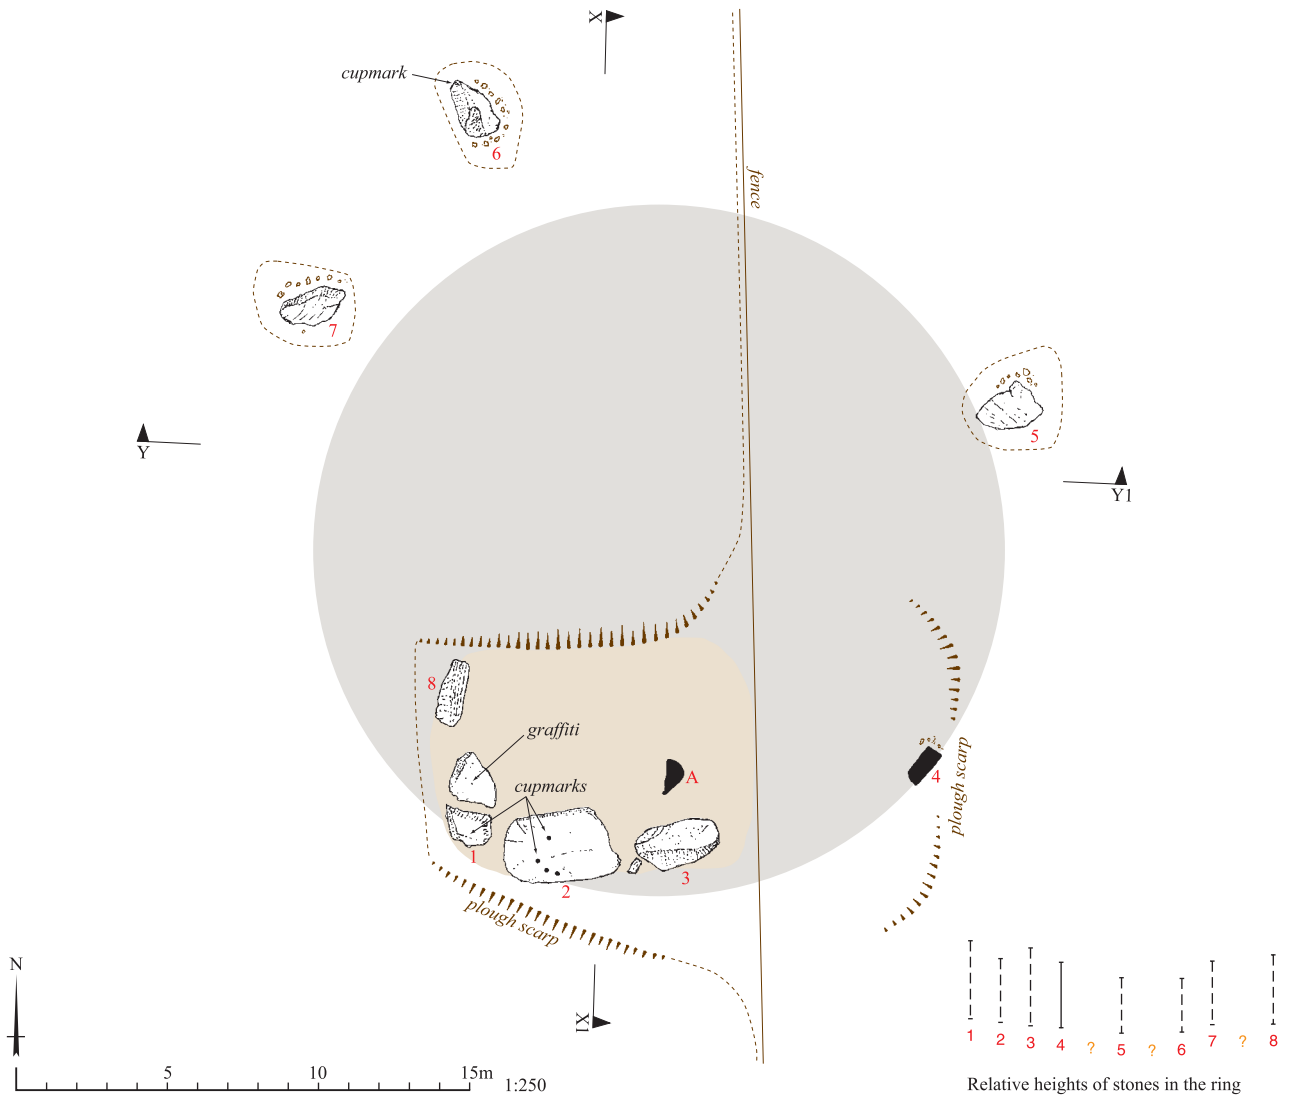 X
cupmark
6
fence
7
5
Y
Y1
8
graffiti
A
cupmarks
4
plough scarp
1
3
2
plough scarp
N
X1
1 2 3 4 ? 5 ? 6 7 ? 8
5 10 15m
1:250
Relative heights of stones in the ring